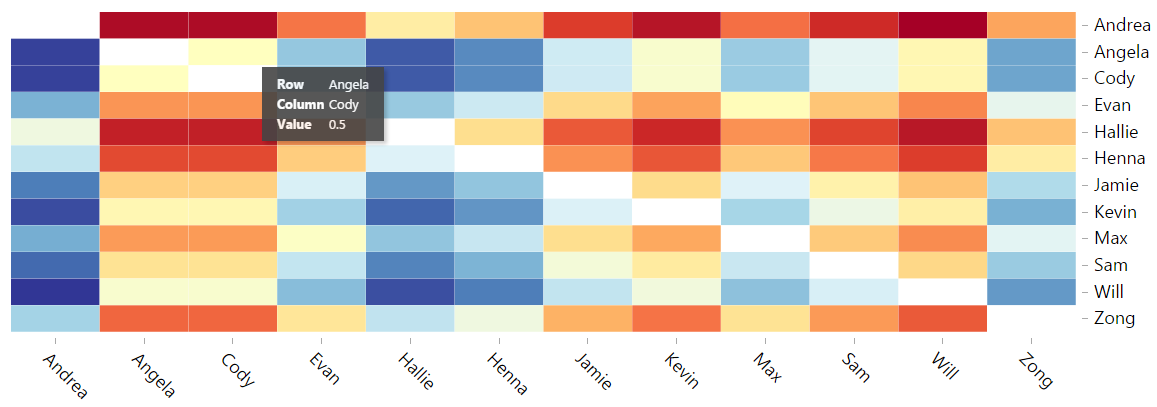 Andrea
Angela
Cody
Row Angela
Column Cody
Value 0.5
Evan
Hallie
Henna
Jamie
Kevin
Max
Sam
Will
Zong
Andrea
Angela
Cody
Evan
Hallie
Henna
Jamie
Kevin
Max
Sam
Will
Zong